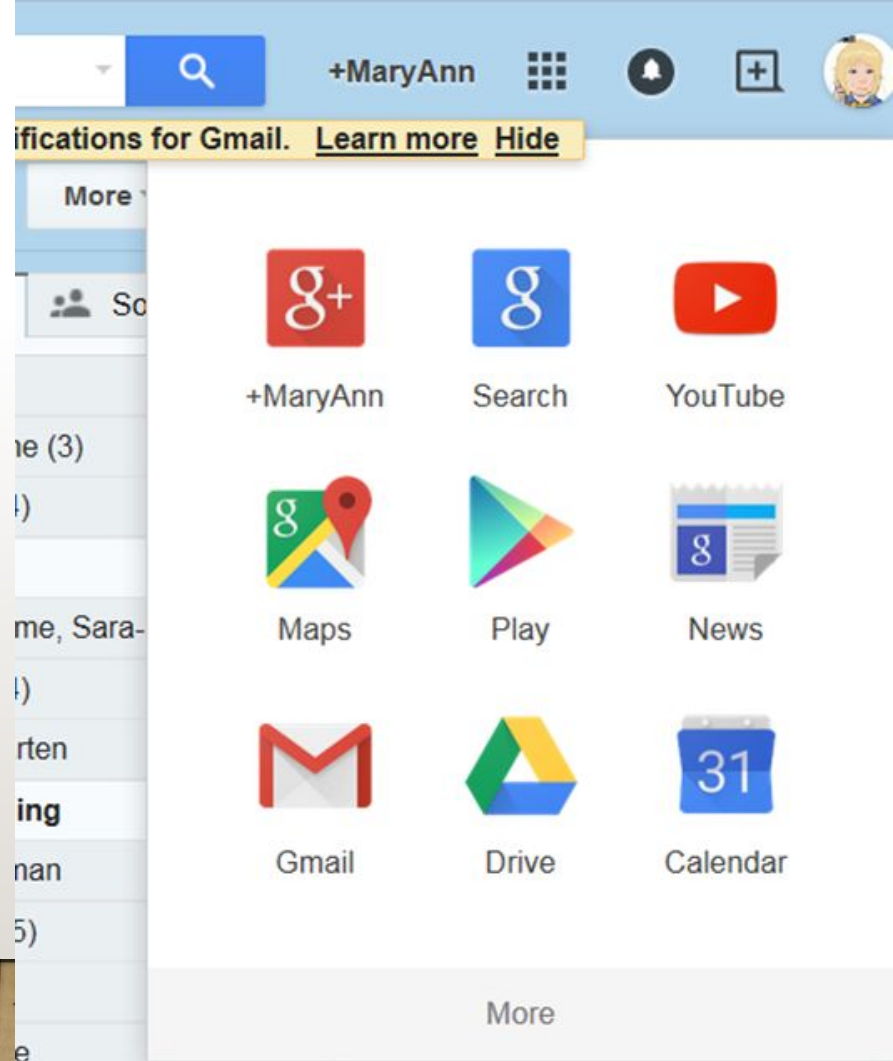 +MaryAnn
ifications for Gmail. Learn more Hide
More
g+ g
+MaryAnn Search YouTube
g g
Maps Play News
31
Gmail Drive Calendar
More
So
ne (3)
4)
me, Sara-
4)
rten
ing
man
5)
e